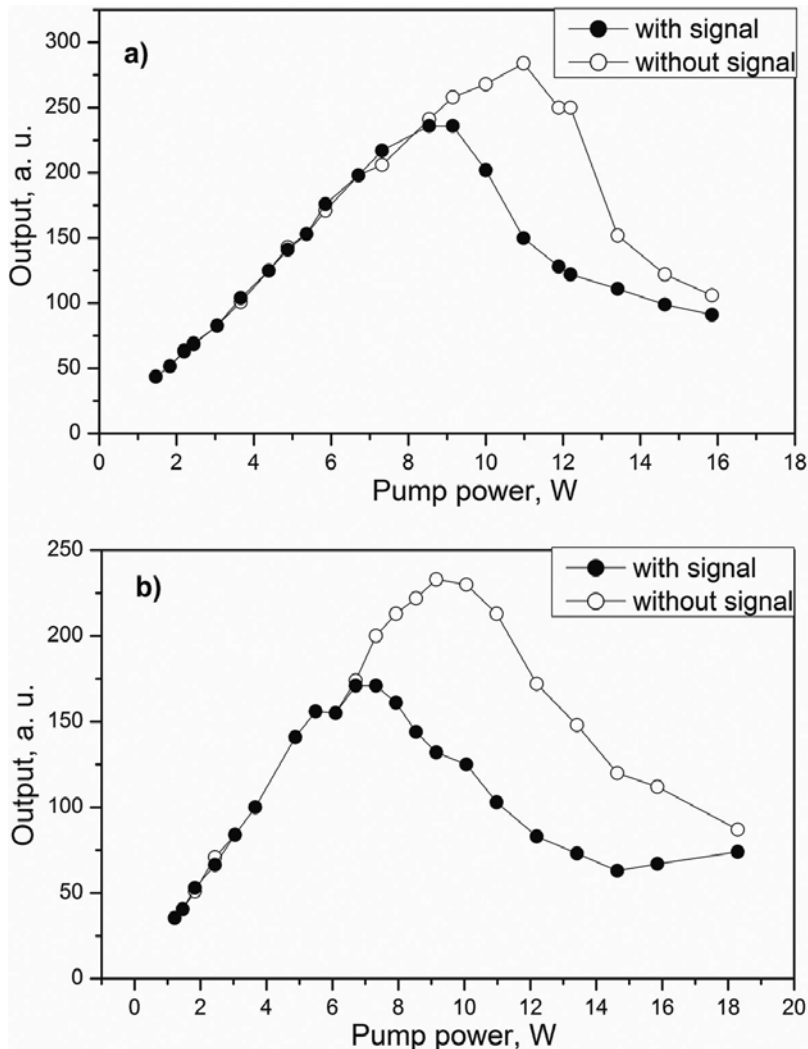 a)
with signal
without signal
Output, a. u.
300
250
200
150
100
50
0
0 2 4 6 8 10 12 14 16 18
Pump power, W
b)
with signal
without signal
Output, a. u.
250
200
150
100
50
0
0 2 4 6 8 10 12 14 16 18 20
Pump power, W